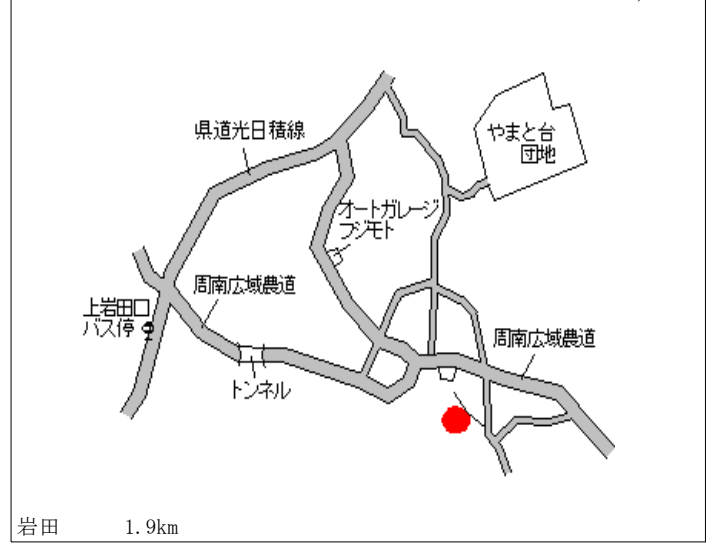 県道光日積線
やまと台
団地
オートガレージ
フジモト
周南広域農道
上岩田口
バス停
周南広域農道
トンネル
岩田 1.9km